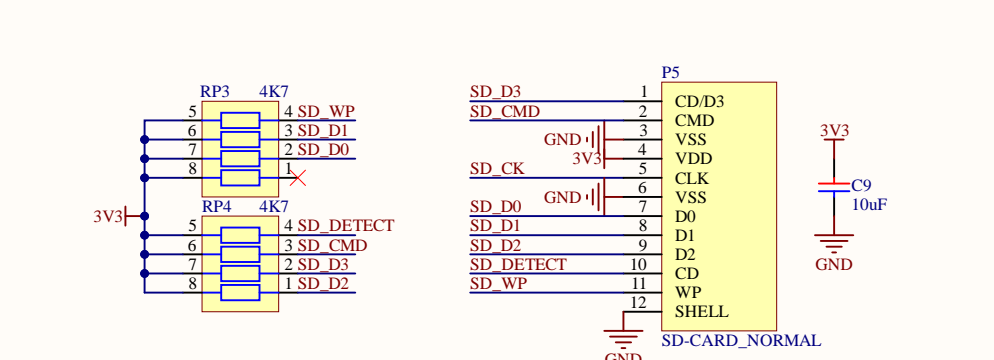 RP3 4K7
5 4 SD_WP
6 3 SD_D1
7 2 SD_D0
8 1
3V3
RP4 4K7
5 4 SD_DETECT
6 3 SD_CMD
7 2 SD_D3
8 1 SD_D2
P5
SD_D3 1 CD/D3
SD_CMD 2 CMD
GND 3 VSS
3V3 4 VDD
SD_CK 5 CLK
GND 6 VSS
SD_D0 7 D0
SD_D1 8 D1
SD_D2 9 D2
SD_DETECT 10 CD
SD_WP 11 WP
12 SHELL
GND
SD-CARD_NORMAL
3V3
C9
10uF
GND